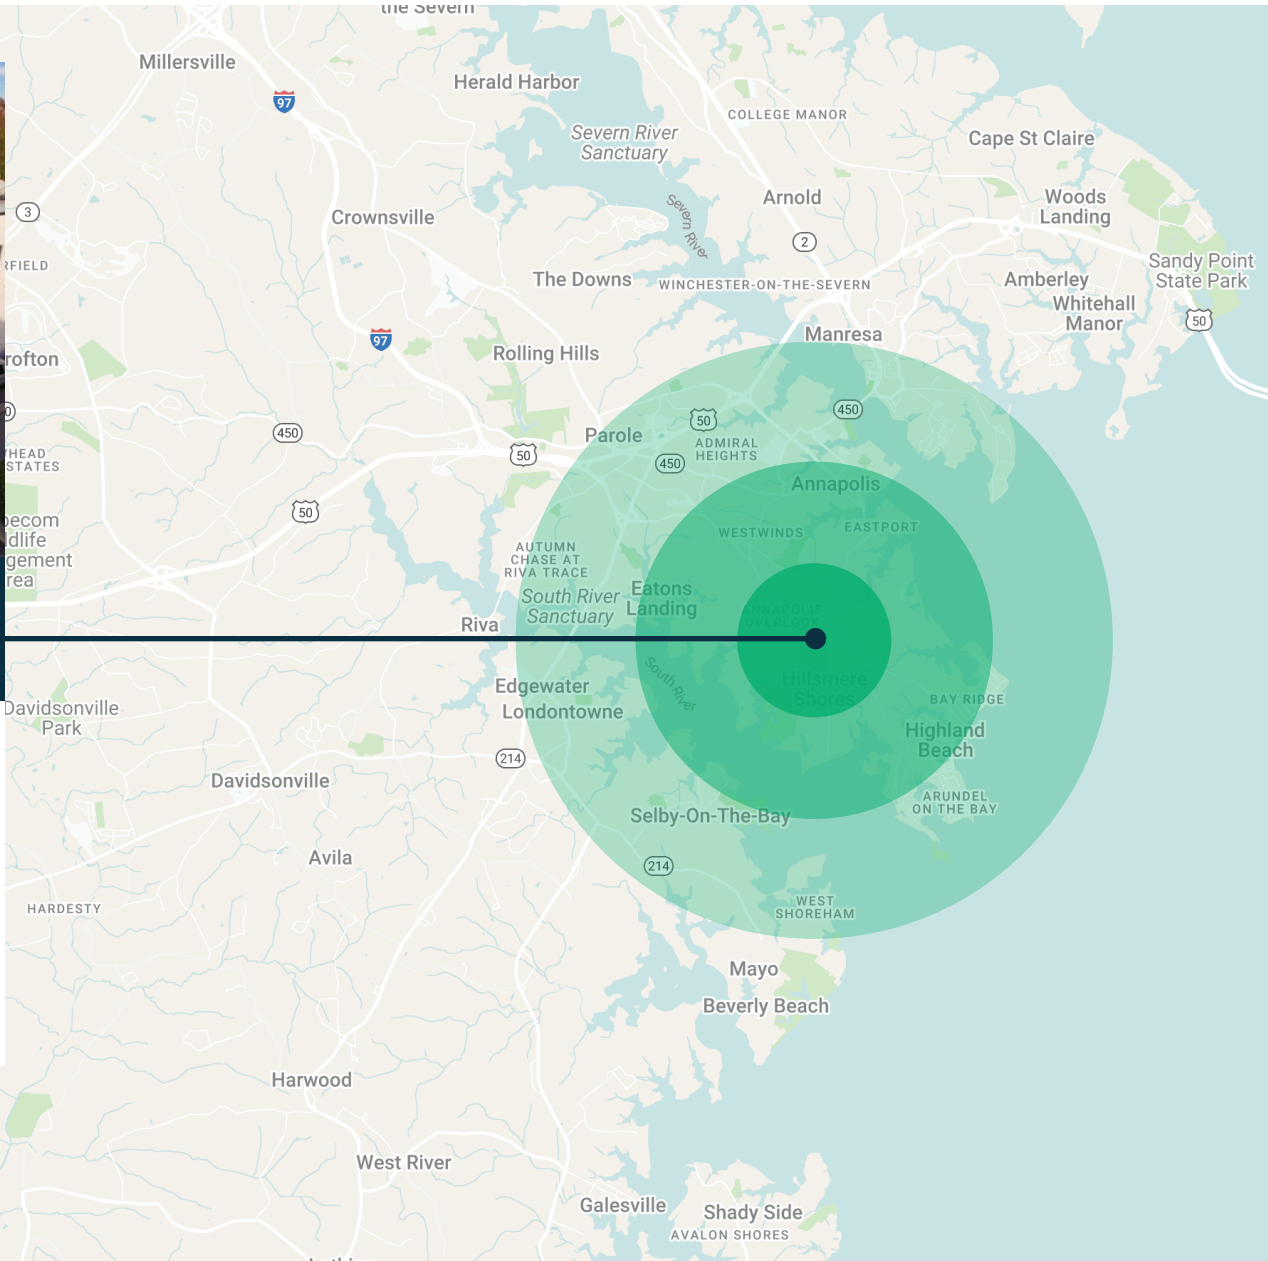 the Severn
Millersville
Herald Harbor
97
COLLEGE MANOR
Severn River
Sanctuary
Cape St Claire
Arnold
Woods
Landing
3
Crownsville
Severn River
2
RFIELD
The Downs
WINCHESTER-ON-THE-SEVERN
Amberley
Sandy Point
State Park
Whitehall
Manor
50
97
Manresa
rofton
Rolling Hills
0
450
50
450
Parole
ADMIRAL
HEIGHTS
50
450
HEAD
STATES
Annapolis
50
becom
dlife
gement
rea
WESTWINDS
EASTPORT
AUTUMN
CHASE AT
RIVA TRACE
Eatons
Landing
South River
Sanctuary
ANNAPOLIS
OVERLOOK
Riva
South River
Hillsmere
Shores
Edgewater
Londontowne
BAY RIDGE
Davidsonville
Park
Highland
Beach
214
Davidsonville
ARUNDEL
ON THE BAY
Selby-On-The-Bay
Avila
214
HARDESTY
WEST
SHOREHAM
Mayo
Beverly Beach
Harwood
West River
Galesville
Shady Side
AVALON SHORES